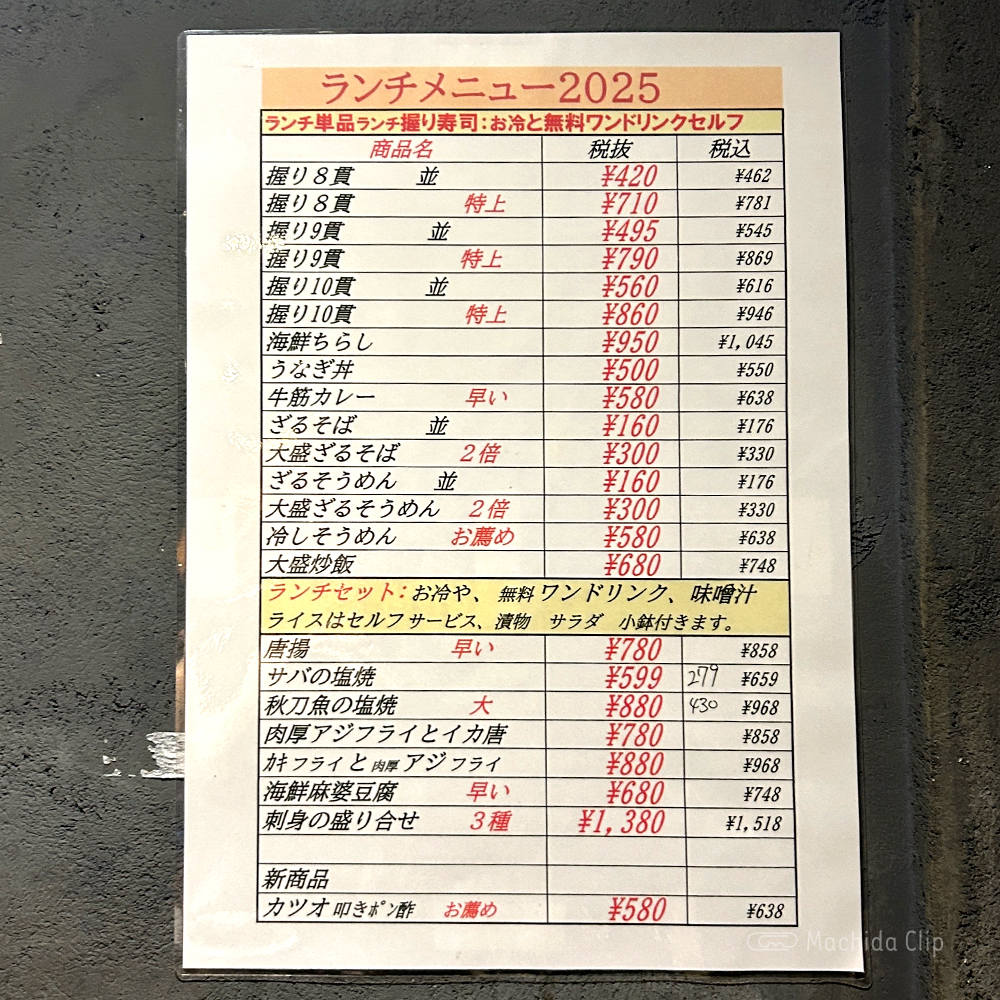 ランチメニュー2025
ランチ単品ランチ握り寿司：お冷と無料ワンドリンクセルフ
商品名 税抜 税込
握り８貫 並 ¥420 ¥462
握り８貫 特上 ¥710 ¥781
握り9貫 並 ¥495 ¥545
握り9貫 特上 ¥790 ¥869
握り10貫 並 ¥560 ¥616
握り10貫 特上 ¥860 ¥946
海鮮ちらし ¥950 ¥1,045
うなぎ丼 ¥500 ¥550
牛筋カレー 早い ¥580 ¥638
ざるそば 並 ¥160 ¥176
大盛ざるそば ２倍 ¥300 ¥330
ざるそうめん 並 ¥160 ¥176
大盛ざるそうめん ２倍 ¥300 ¥330
冷しそうめん お薦め ¥580 ¥638
大盛炒飯 ¥680 ¥748
ランチセット：お冷や、無料ワンドリンク、味噌汁
ライスはセルフサービス、漬物 サラダ 小鉢付きます。
唐揚 早い ¥780 ¥858
サバの塩焼 ¥599 279 ¥659
秋刀魚の塩焼 大 ¥880 430 ¥968
肉厚アジフライとイカ唐 ¥780 ¥858
ｶｷフライと肉厚アジフライ ¥880 ¥968
海鮮麻婆豆腐 早い ¥680 ¥748
刺身の盛り合せ ３種 ¥1,380 ¥1,518
新商品
カツオ叩きﾎﾟﾝ酢 お薦め ¥580 ¥638
Machida Clip